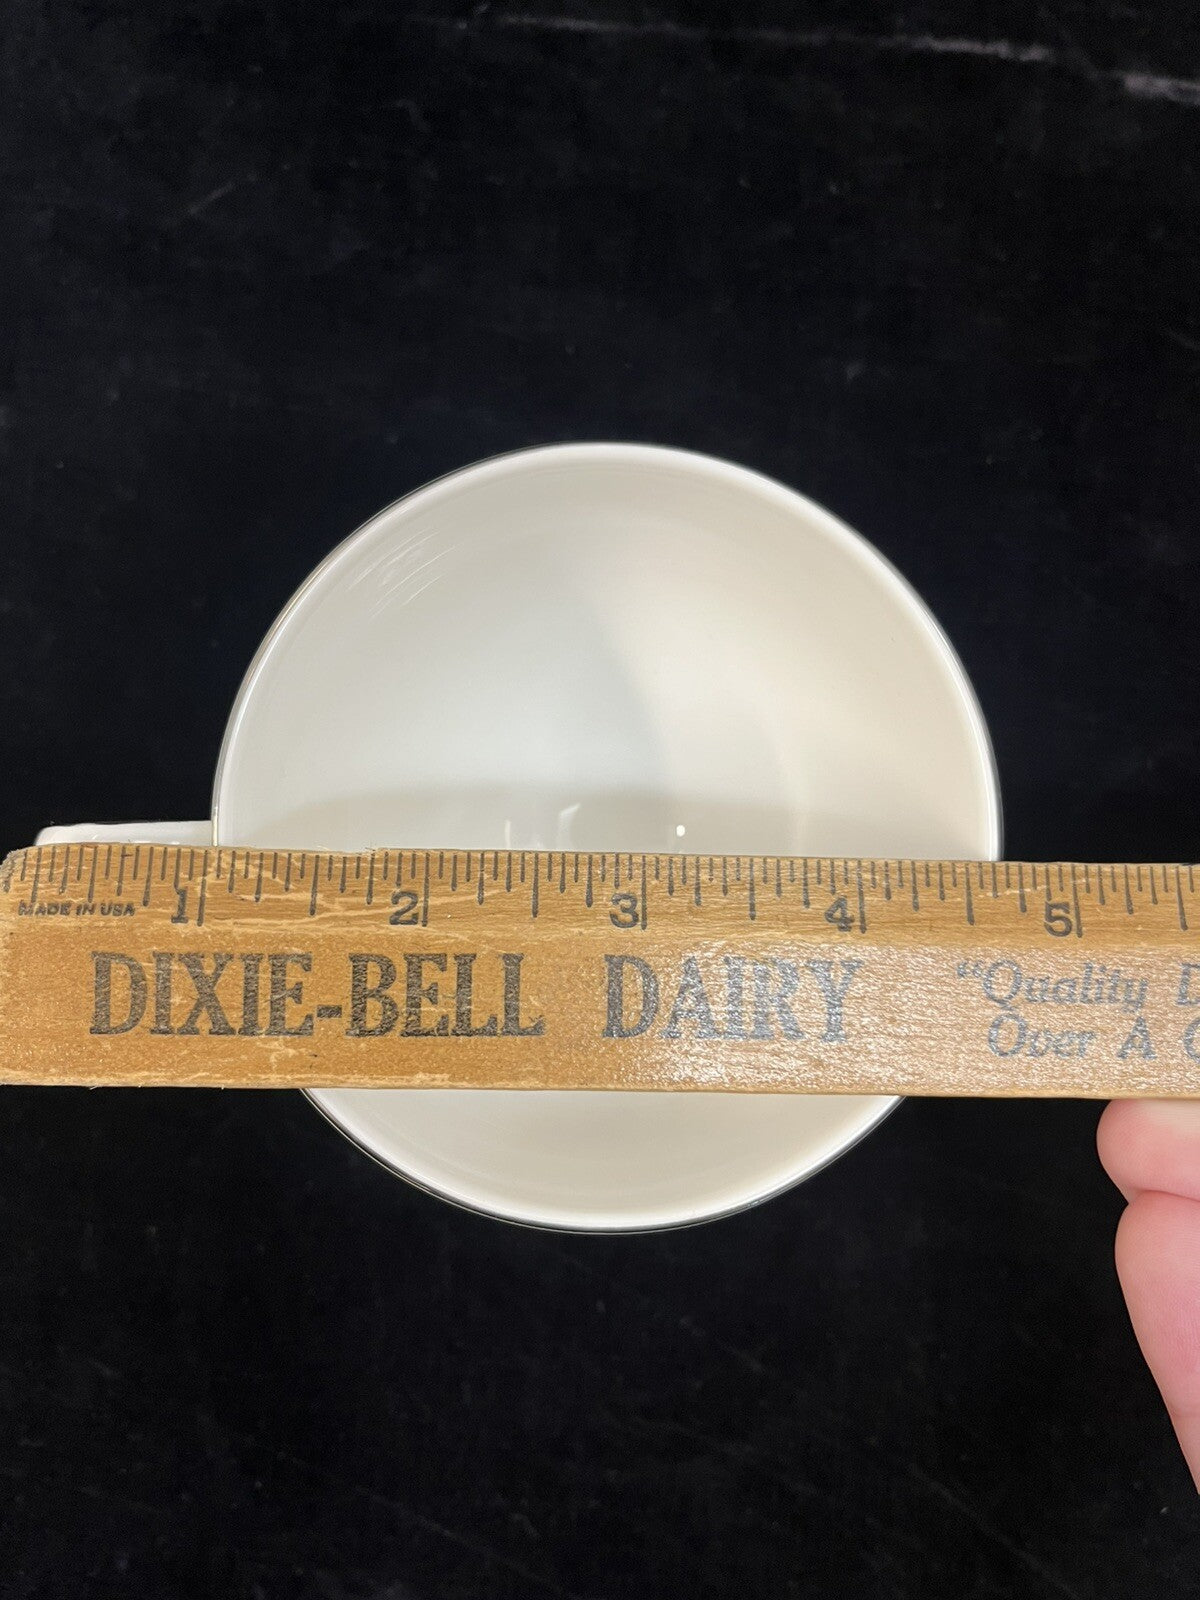 1 2 3 4 5
MADE IN USA
DIXIE-BELL DAIRY
"Quality
Over A